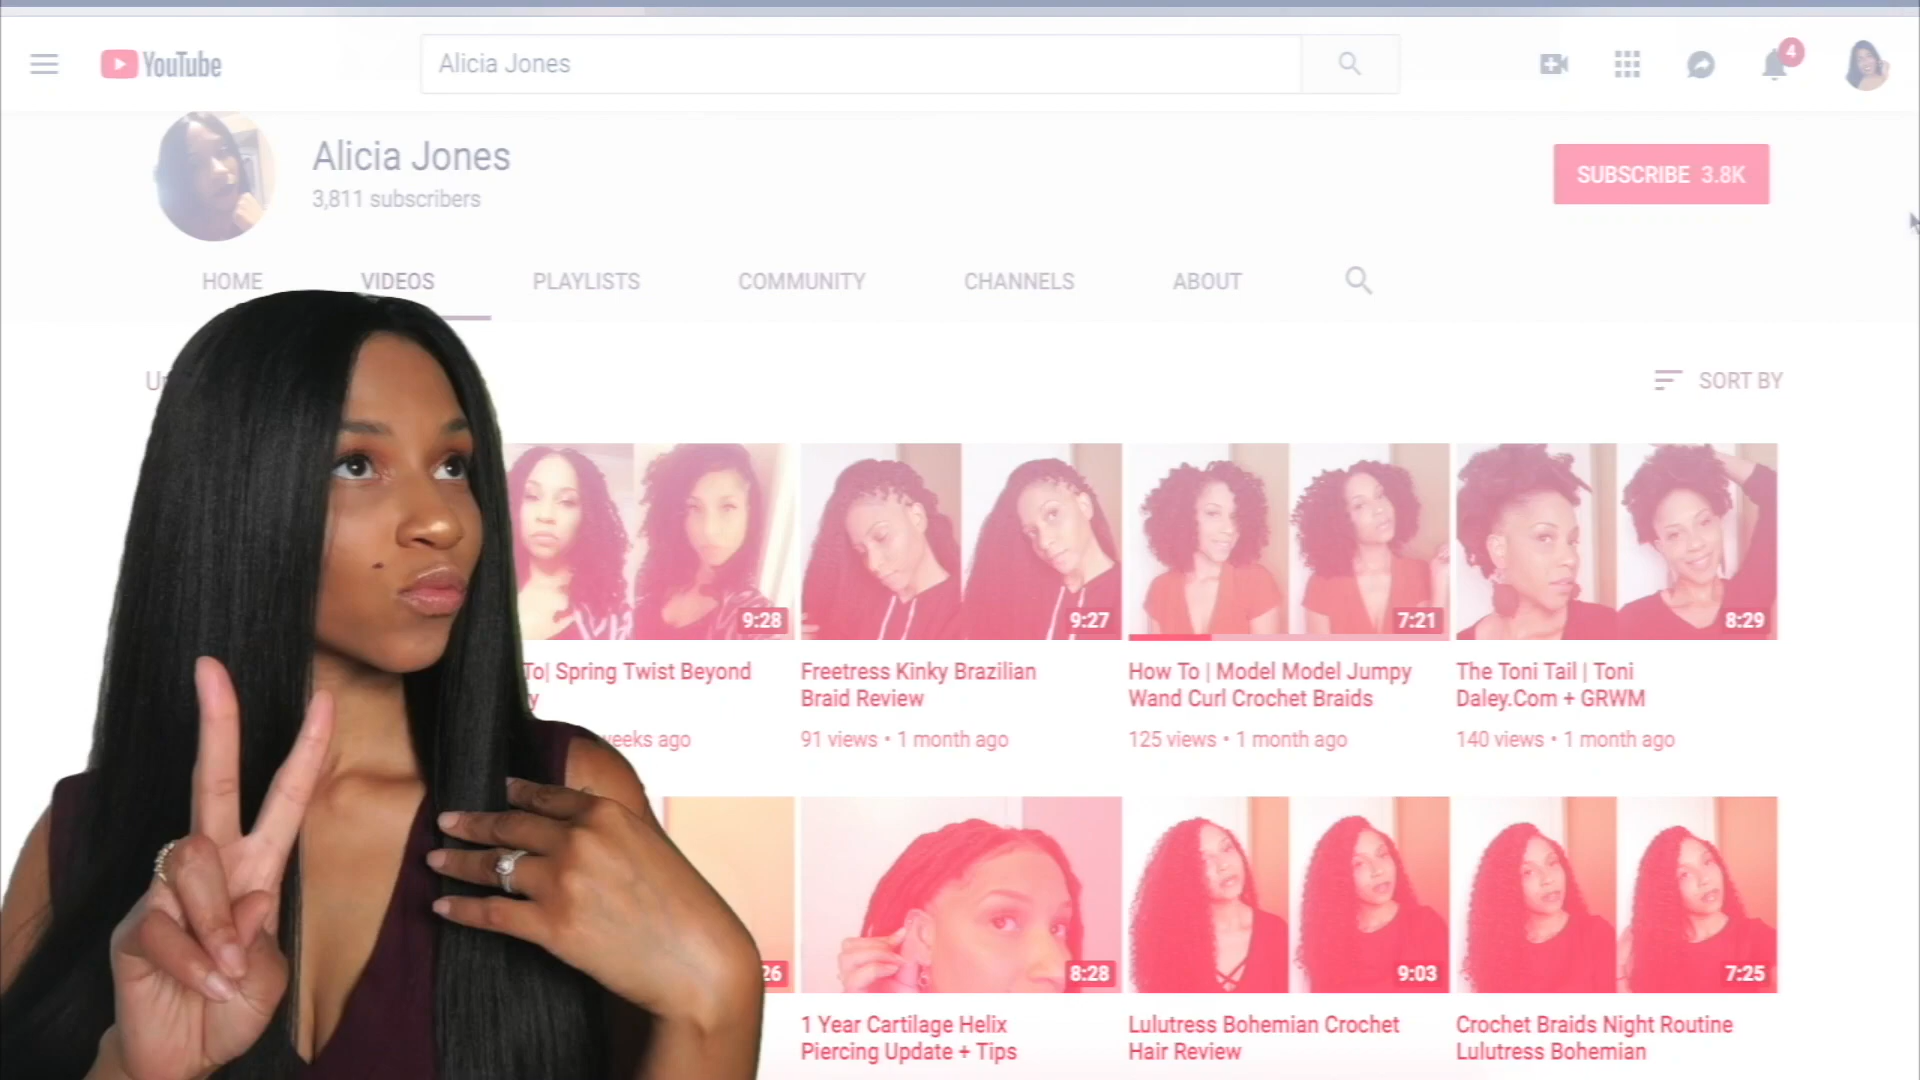 YouTube
Alicia Jones
4
Alicia Jones
3,811 subscribers
SUBSCRIBE 3.8K
HOME
VIDEOS
PLAYLISTS
COMMUNITY
CHANNELS
ABOUT
SORT BY
9:28
9:27
7:21
8:29
To| Spring Twist Beyond
Freetress Kinky Brazilian
Braid Review
How To | Model Model Jumpy
Wand Curl Crochet Braids
The Toni Tail | Toni
Daley.Com + GRWM
weeks ago
91 views • 1 month ago
125 views • 1 month ago
140 views • 1 month ago
26
8:28
9:03
7:25
1 Year Cartilage Helix
Piercing Update + Tips
Lulutress Bohemian Crochet
Hair Review
Crochet Braids Night Routine
Lulutress Bohemian